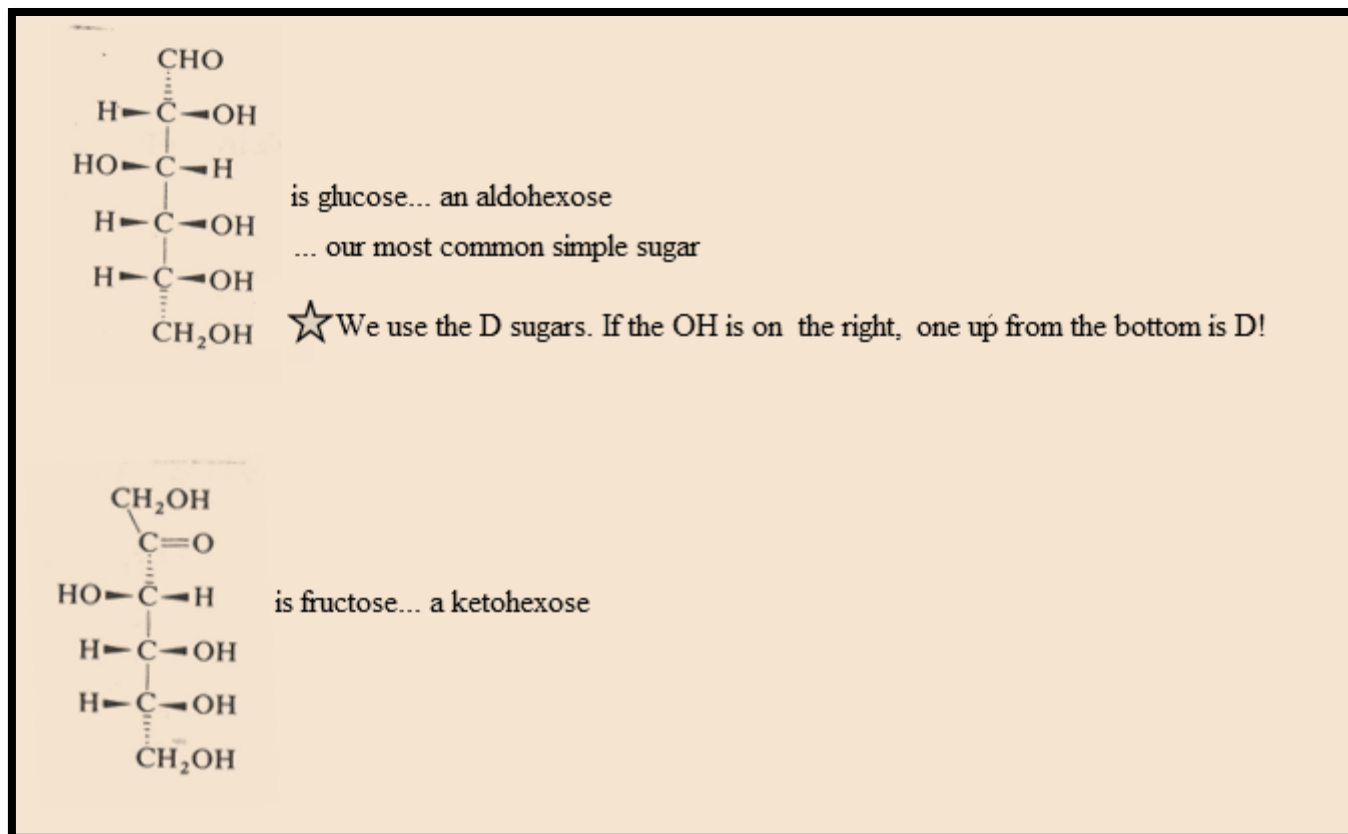 CHO
H C OH
HO C H
is glucose... an aldohexose
H C OH
... our most common simple sugar
H C OH
CH₂OH
We use the D sugars. If the OH is on the right, one up from the bottom is D!
CH₂OH
C=O
HO C H
is fructose... a ketohexose
H C OH
H C OH
CH₂OH